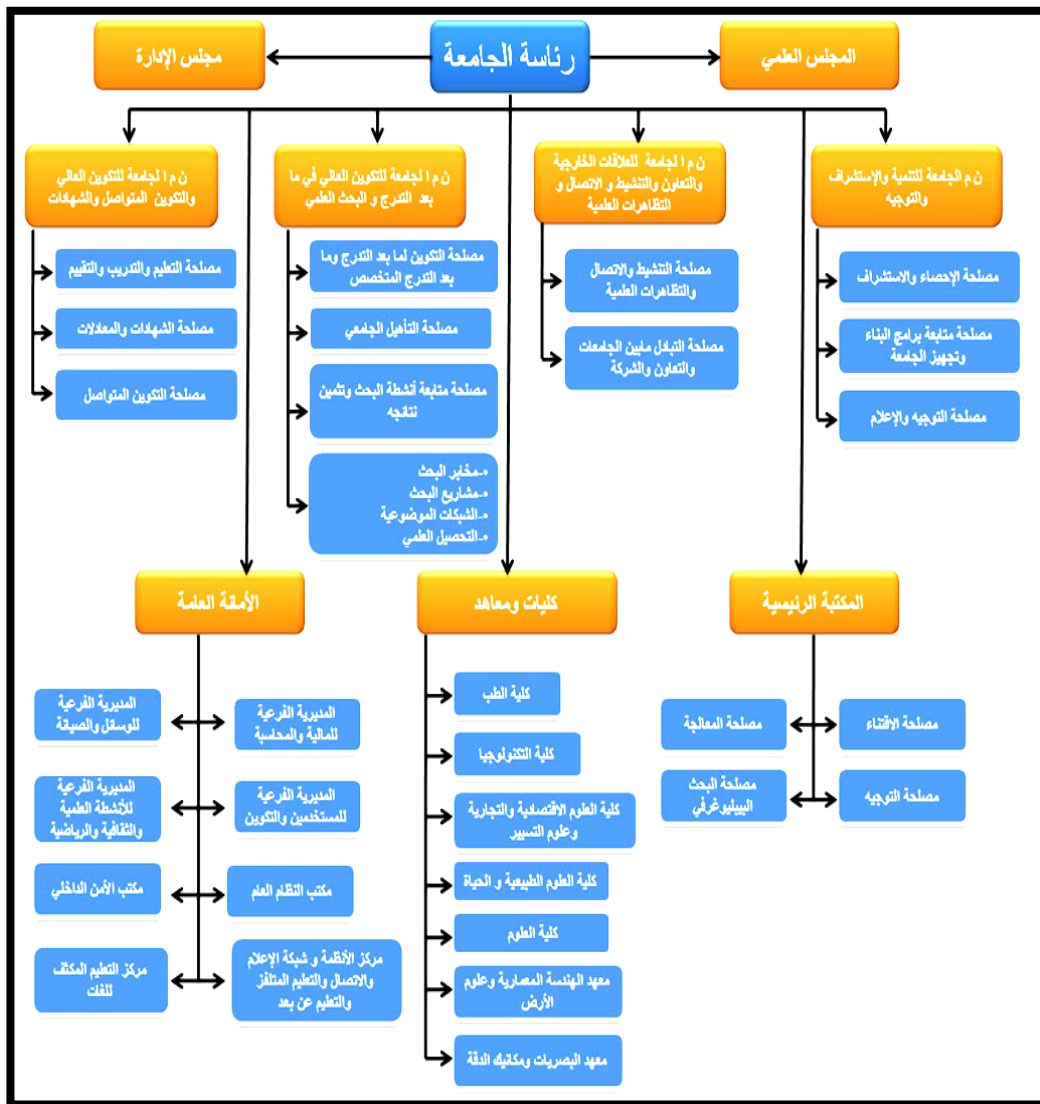 المجلس العلمي
رئاسة الجامعة
مجلس الإدارة
ن م الجامعة للتنمية والإستشراف
والتوجيه
ن م ا لجامعة للعلاقات الخارجية
والتعاون والتنشيط و الاتصال و
التظاهرات العلمية
ن م ا لجامعة للتكوين العالي في ما
بعد التدرج و البحث العلمي
ن م ا لجامعة للتكوين العالي
والتكوين المتواصل والشهادات
مصلحة الإحصاء والاستشراف
مصلحة متابعة برامج البناء
وتجهيز الجامعة
مصلحة التوجيه والإعلام
مصلحة التنشيط والاتصال
والتظاهرات العلمية
مصلحة التبادل مابين الجامعات
والتعاون والشركة
مصلحة التكوين لما بعد التدرج وما
بعد التدرج المتخصص
مصلحة التأهيل الجامعي
مصلحة متابعة أنشطة البحث وتثمين
نتائجه
•-مخابر البحث
•-مشاريع البحث
•-الشبكات الموضوعية
•-التحصيل العلمي
مصلحة التعليم والتدريب والتقييم
مصلحة الشهادات والمعادلات
مصلحة التكوين المتواصل
المكتبة الرئيسية
كليات ومعاهد
الأمانة العامة
مصلحة الاقتناء
مصلحة المعالجة
مصلحة التوجيه
مصلحة البحث
البيبليوغرفي
كلية الطب
كلية التكنولوجيا
كلية العلوم الاقتصادية والتجارية
وعلوم التسيير
كلية العلوم الطبيعية و الحياة
كلية العلوم
معهد الهندسة المعمارية وعلوم
الأرض
معهد البصريات ومكانيك الدقة
المديرية الفرعية
للمالية والمحاسبة
المديرية الفرعية
للوسائل والصيانة
المديرية الفرعية
للمستخدمين والتكوين
المديرية الفرعية
للأنشطة العلمية
والثقافية والرياضية
مكتب النظام العام
مكتب الأمن الداخلي
مركز الأنظمة و شبكة الإعلام
والاتصال والتعليم المتلفز
والتعليم عن بعد
مركز التعليم المكثف
للغات